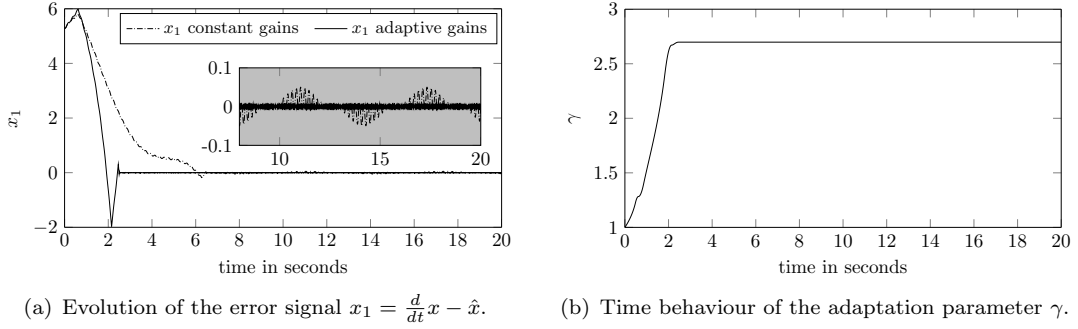 6
4
2
0
−2
x₁
x₁ constant gains x₁ adaptive gains
0.1
0
-0.1
10 15 20
0 2 4 6 8 10 12 14 16 18 20
time in seconds
(a) Evolution of the error signal x₁ = d/dt x − x̂.
3
2.5
2
1.5
1
γ
0 2 4 6 8 10 12 14 16 18 20
time in seconds
(b) Time behaviour of the adaptation parameter γ.